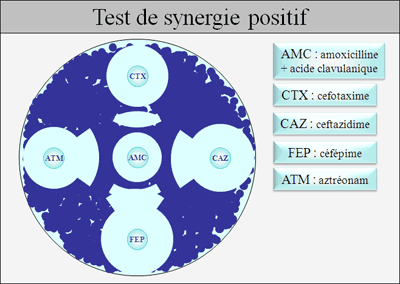 Test de synergie positif
AMC : amoxicilline
+ acide clavulanique
CTX : cefotaxime
CAZ : ceftazidime
FEP : céfépime
ATM : aztréonam
CTX
ATM
AMC
CAZ
FEP